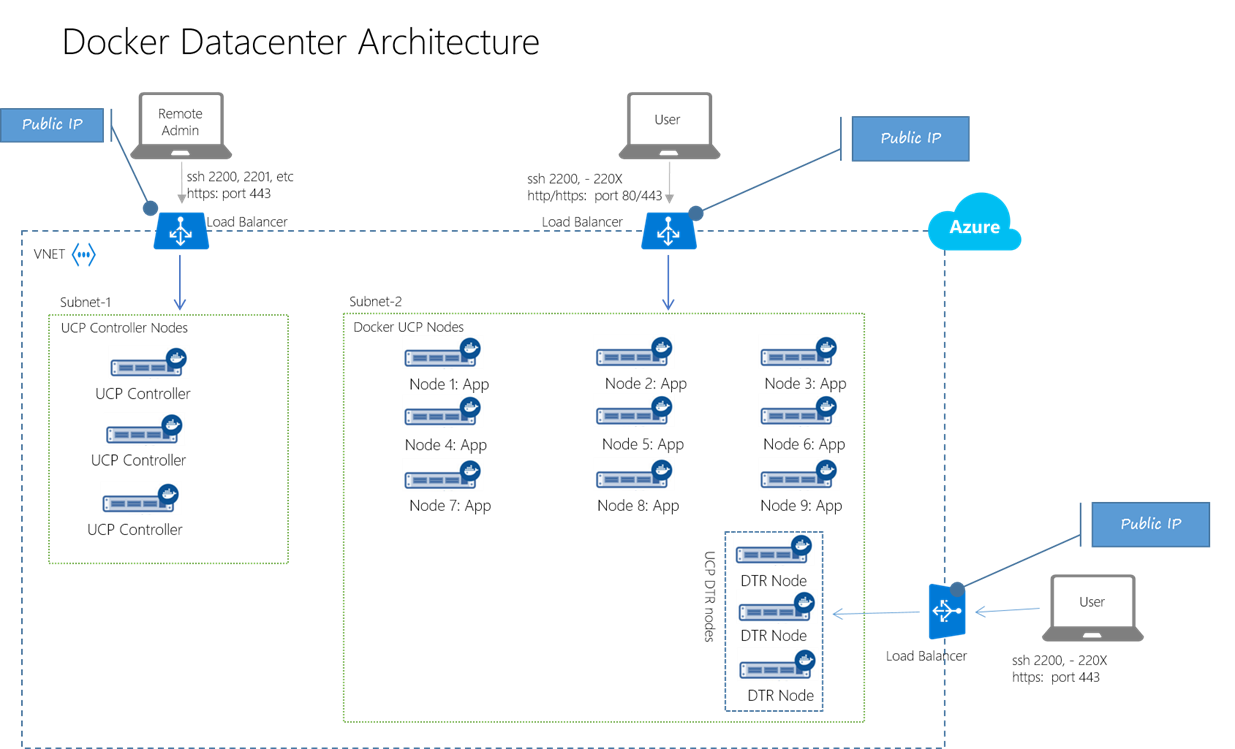 Docker Datacenter Architecture
Public IP
Remote
Admin
ssh 2200, 2201, etc
https: port 443
Load Balancer
User
Public IP
ssh 2200, - 220X
http/https: port 80/443
Load Balancer
Azure
VNET
Subnet-1
UCP Controller Nodes
UCP Controller
UCP Controller
UCP Controller
Subnet-2
Docker UCP Nodes
Node 1: App
Node 2: App
Node 3: App
Node 4: App
Node 5: App
Node 6: App
Node 7: App
Node 8: App
Node 9: App
UCP DTR nodes
DTR Node
DTR Node
DTR Node
Public IP
User
Load Balancer
ssh 2200, - 220X
https: port 443